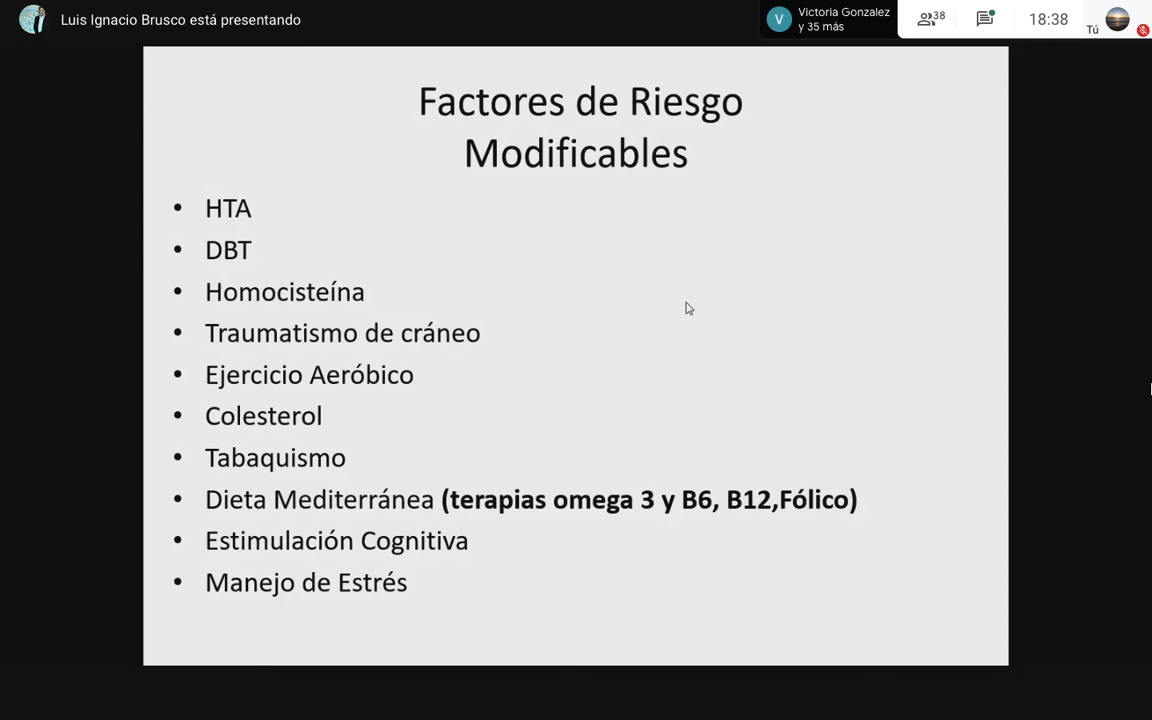 Luis Ignacio Brusco está presentando
V
Victoria Gonzalez
y 35 más
38
18:38
Tú
Factores de Riesgo
Modificables
• HTA
• DBT
• Homocisteína
• Traumatismo de cráneo
• Ejercicio Aeróbico
• Colesterol
• Tabaquismo
• Dieta Mediterránea (terapias omega 3 y B6, B12,Fólico)
• Estimulación Cognitiva
• Manejo de Estrés